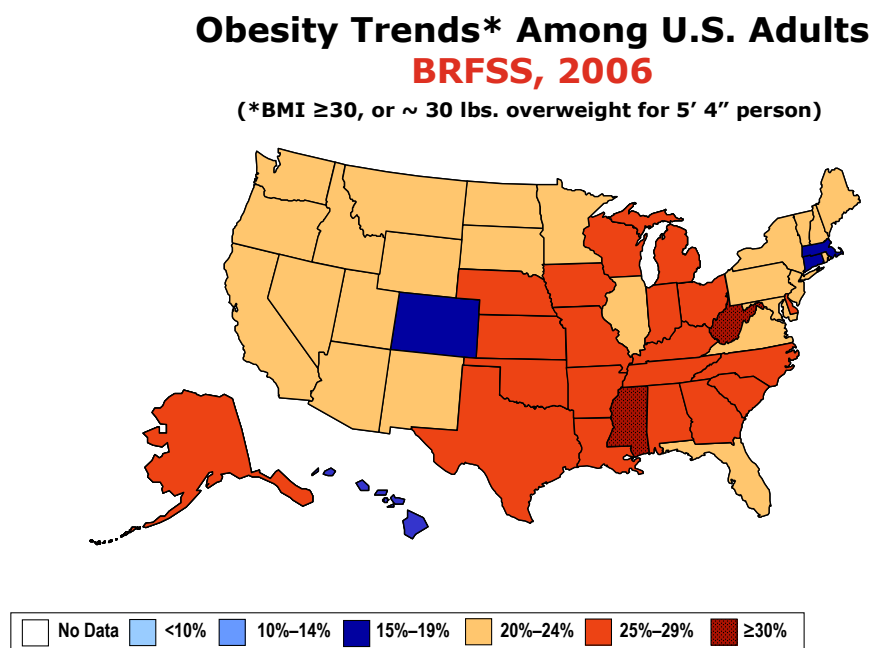 Obesity Trends* Among U.S. Adults
BRFSS, 2006
(*BMI ≥30, or ~ 30 lbs. overweight for 5’ 4” person)
No Data <10% 10%–14% 15%–19% 20%–24% 25%–29% ≥30%